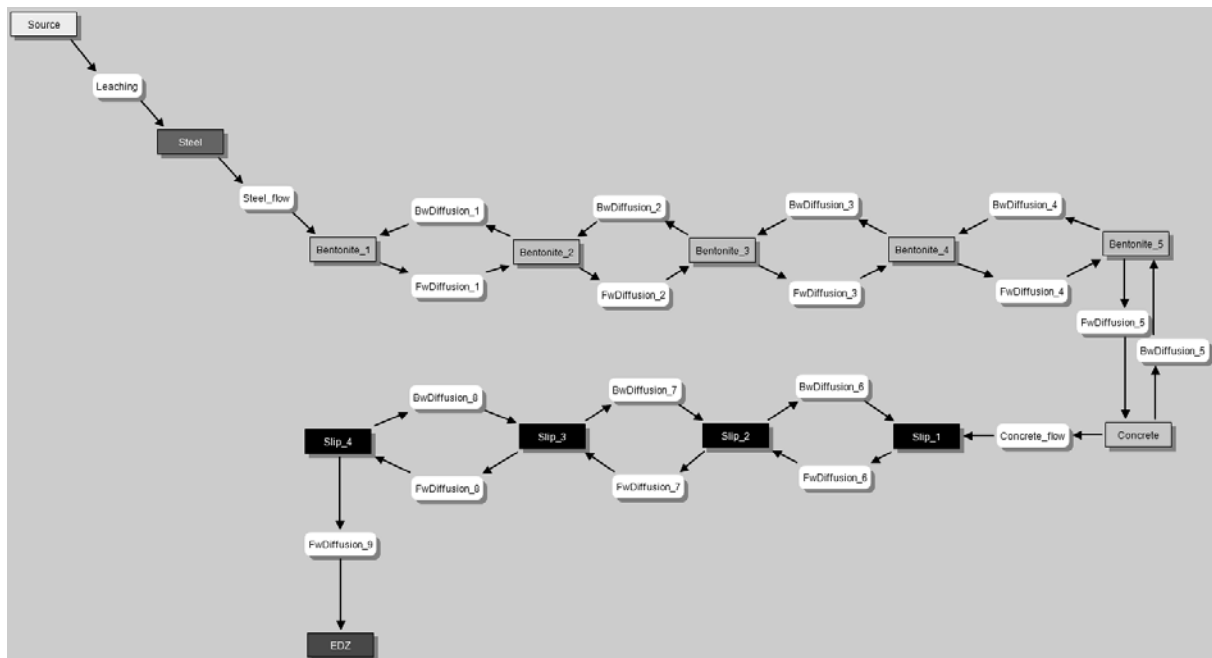 Source
Leaching
Steel
Steel_flow
BwDiffusion_1
BwDiffusion_2
BwDiffusion_3
BwDiffusion_4
Bentonite_1
Bentonite_2
Bentonite_3
Bentonite_4
Bentonite_5
FwDiffusion_1
FwDiffusion_2
FwDiffusion_3
FwDiffusion_4
FwDiffusion_5
BwDiffusion_5
BwDiffusion_8
BwDiffusion_7
BwDiffusion_6
Slip_4
Slip_3
Slip_2
Slip_1
Concrete_flow
Concrete
FwDiffusion_8
FwDiffusion_7
FwDiffusion_6
FwDiffusion_9
EDZ